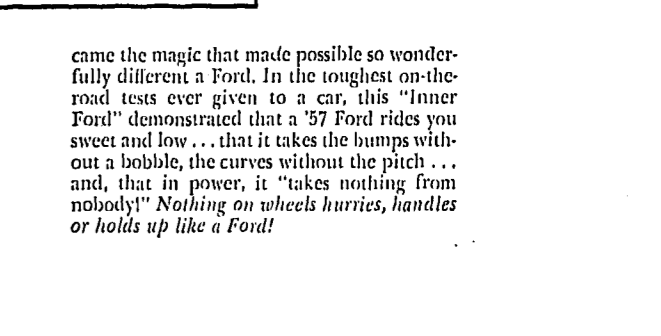 came the magic that made possible so wonder-
fully different a Ford. In the toughest on-the-
road tests ever given to a car, this "Inner
Ford" demonstrated that a '57 Ford rides you
sweet and low . . . that it takes the bumps with-
out a bobble, the curves without the pitch . . .
and, that in power, it "takes nothing from
nobody!" Nothing on wheels hurries, handles
or holds up like a Ford!